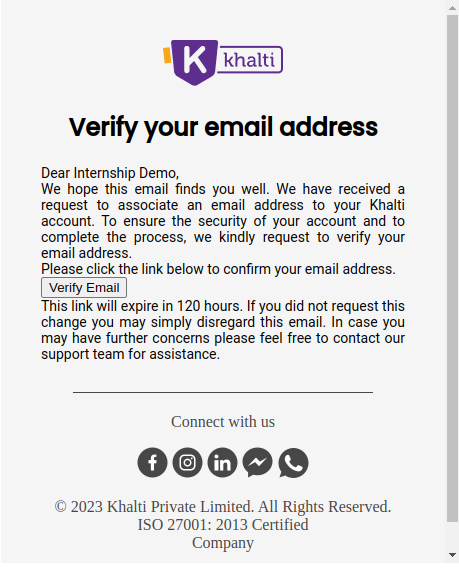 K khalti
Verify your email address
Dear Internship Demo,
We hope this email finds you well. We have received a
request to associate an email address to your Khalti
account. To ensure the security of your account and to
complete the process, we kindly request to verify your
email address.
Please click the link below to confirm your email address.
Verify Email
This link will expire in 120 hours. If you did not request this
change you may simply disregard this email. In case you
may have further concerns please feel free to contact our
support team for assistance.
Connect with us
© 2023 Khalti Private Limited. All Rights Reserved.
ISO 27001: 2013 Certified
Company